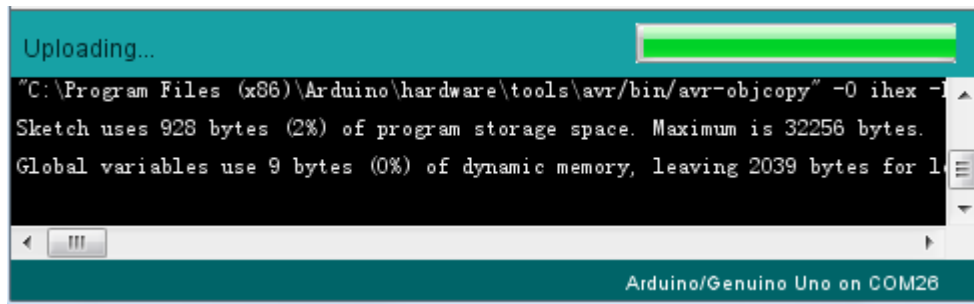 Uploading...
"C:\Program Files (x86)\Arduino\hardware\tools\avr/bin/avr-objcopy" -O ihex
Sketch uses 928 bytes (2%) of program storage space. Maximum is 32256 bytes.
Global variables use 9 bytes (0%) of dynamic memory, leaving 2039 bytes for
Arduino/Genuino Uno on COM26